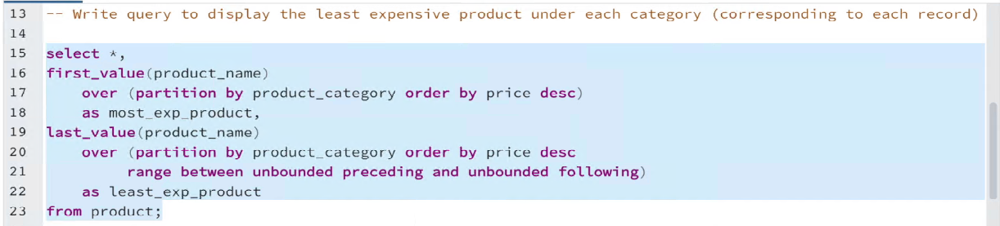 13 -- Write query to display the least expensive product under each category (corresponding to each record)
14
15 select *,
16 first_value(product_name)
17     over (partition by product_category order by price desc)
18     as most_exp_product,
19 last_value(product_name)
20     over (partition by product_category order by price desc
21          range between unbounded preceding and unbounded following)
22     as least_exp_product
23 from product;